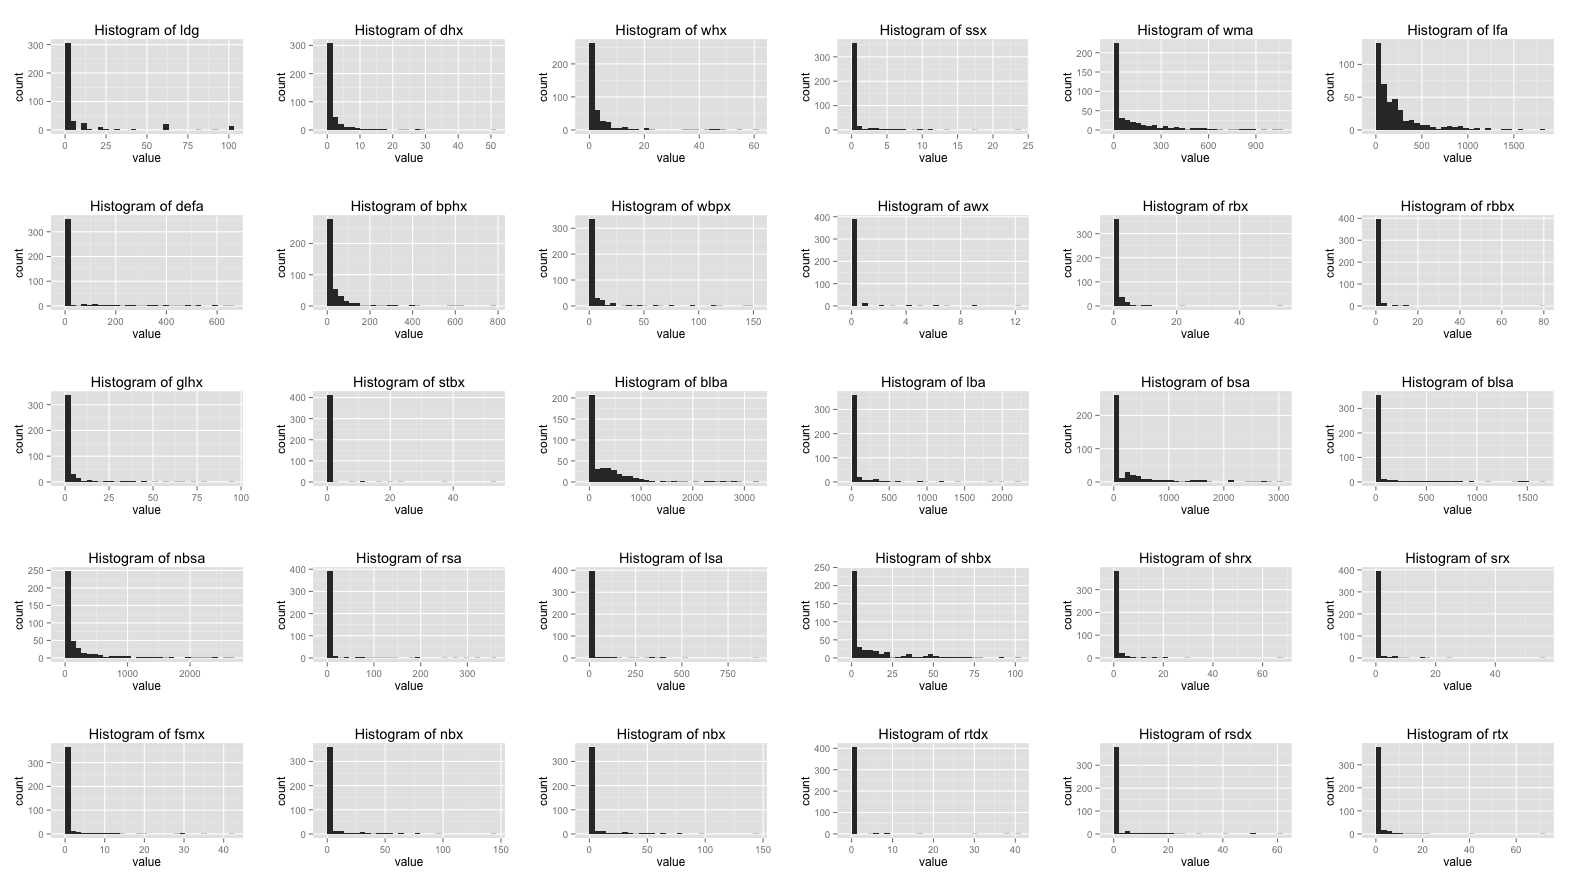 Histogram of ldg
count
300
200
100
0
0 25 50 75 100
value
Histogram of dhx
count
300
200
100
0
0 10 20 30 40 50
value
Histogram of whx
count
200
100
0
0 20 40 60
value
Histogram of ssx
count
300
200
100
0
0 5 10 15 20 25
value
Histogram of wma
count
200
150
100
50
0
0 300 600 900
value
Histogram of lfa
count
100
50
0
0 500 1000 1500
value
Histogram of defa
count
300
200
100
0
0 200 400 600
value
Histogram of bphx
count
200
100
0
0 200 400 600 800
value
Histogram of wbpx
count
300
200
100
0
0 50 100 150
value
Histogram of awx
count
400
300
200
100
0
0 4 8 12
value
Histogram of rbx
count
300
200
100
0
0 20 40
value
Histogram of rbbx
count
400
300
200
100
0
0 20 40 60 80
value
Histogram of glhx
count
300
200
100
0
0 25 50 75 100
value
Histogram of stbx
count
400
300
200
100
0
0 20 40
value
Histogram of blba
count
200
150
100
50
0
0 1000 2000 3000
value
Histogram of lba
count
300
200
100
0
0 500 1000 1500 2000
value
Histogram of bsa
count
200
100
0
0 1000 2000 3000
value
Histogram of blsa
count
300
200
100
0
0 500 1000 1500
value
Histogram of nbsa
count
250
200
150
100
50
0
0 1000 2000
value
Histogram of rsa
count
400
300
200
100
0
0 100 200 300
value
Histogram of lsa
count
400
300
200
100
0
0 250 500 750
value
Histogram of shbx
count
250
200
150
100
50
0
0 25 50 75 100
value
Histogram of shrx
count
300
200
100
0
0 20 40 60
value
Histogram of srx
count
400
300
200
100
0
0 20 40
value
Histogram of fsmx
count
300
200
100
0
0 10 20 30 40
value
Histogram of nbx
count
300
200
100
0
0 50 100 150
value
Histogram of nbx
count
300
200
100
0
0 50 100 150
value
Histogram of rtdx
count
400
300
200
100
0
0 10 20 30 40
value
Histogram of rsdx
count
300
200
100
0
0 20 40 60
value
Histogram of rtx
count
300
200
100
0
0 20 40 60
value